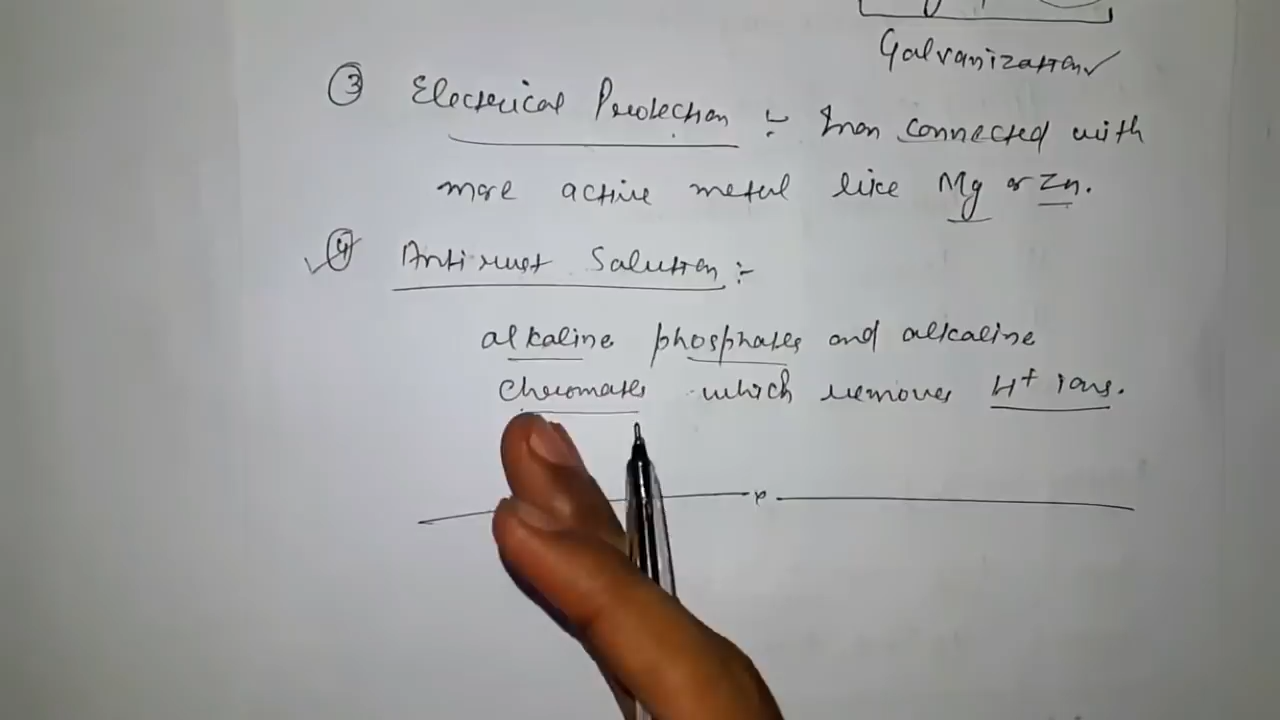 Galvanization ✓
③ Electrical Protection :- Iron connected with
more active metal like Mg or Zn.
④ Antirust Solution :-
alkaline phosphates and alkaline
chromates which removes H⁺ ions.